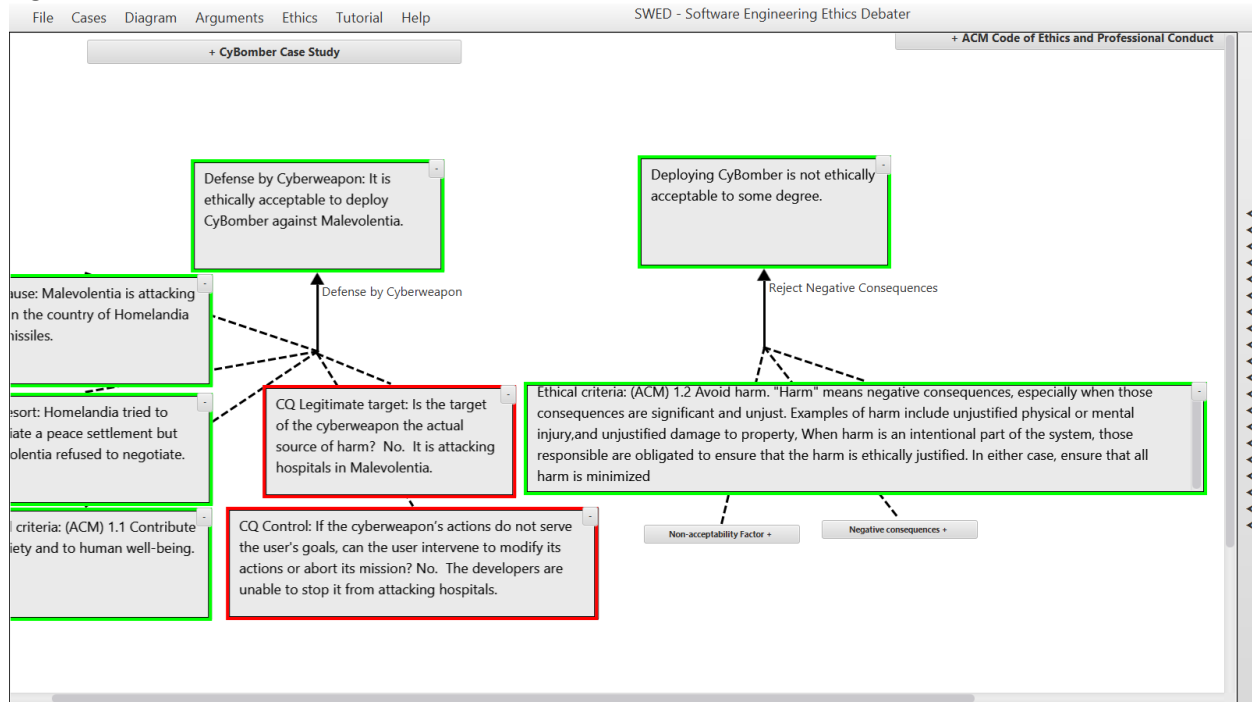 File Cases Diagram Arguments Ethics Tutorial Help
SWED - Software Engineering Ethics Debater
+ CyBomber Case Study
+ ACM Code of Ethics and Professional Conduct
Defense by Cyberweapon: It is
ethically acceptable to deploy
CyBomber against Malevolentia.
-
Deploying CyBomber is not ethically
acceptable to some degree.
-
Defense by Cyberweapon
Reject Negative Consequences
ause: Malevolentia is attacking
n the country of Homelandia
nissiles.
-
esort: Homelandia tried to
iate a peace settlement but
olentia refused to negotiate.
-
l criteria: (ACM) 1.1 Contribute
iety and to human well-being.
-
CQ Legitimate target: Is the target
of the cyberweapon the actual
source of harm? No. It is attacking
hospitals in Malevolentia.
-
CQ Control: If the cyberweapon's actions do not serve
the user's goals, can the user intervene to modify its
actions or abort its mission? No. The developers are
unable to stop it from attacking hospitals.
-
Ethical criteria: (ACM) 1.2 Avoid harm. "Harm" means negative consequences, especially when those
consequences are significant and unjust. Examples of harm include unjustified physical or mental
injury,and unjustified damage to property, When harm is an intentional part of the system, those
responsible are obligated to ensure that the harm is ethically justified. In either case, ensure that all
harm is minimized
-
Non-acceptability Factor +
Negative consequences +